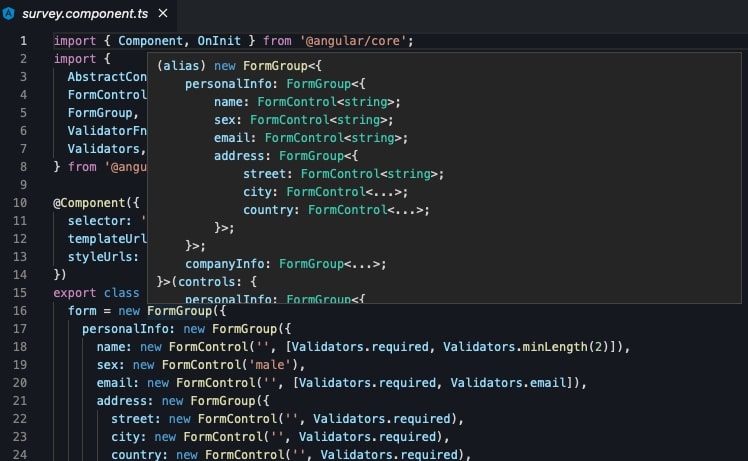 survey.component.ts ×
1 import { Component, OnInit } from '@angular/core';
2 import {
3 AbstractCon
4 FormControl
5 FormGroup,
6 ValidatorFn
7 Validators,
8 } from '@angu
9
10 @Component({
11 selector: '
12 templateUrl
13 styleUrls:
14 })
15 export class
(alias) new FormGroup<{
personalInfo: FormGroup<{
name: FormControl<string>;
sex: FormControl<string>;
email: FormControl<string>;
address: FormGroup<{
street: FormControl<string>;
city: FormControl<...>;
country: FormControl<...>;
}>;
}>;
companyInfo: FormGroup<...>;
}>(controls: {
personalInfo: FormGroup<{
16 form = new FormGroup({
17 personalInfo: new FormGroup({
18 name: new FormControl('', [Validators.required, Validators.minLength(2)]),
19 sex: new FormControl('male'),
20 email: new FormControl('', [Validators.required, Validators.email]),
21 address: new FormGroup({
22 street: new FormControl('', Validators.required),
23 city: new FormControl('', Validators.required),
24 country: new FormControl('', Validators.required),